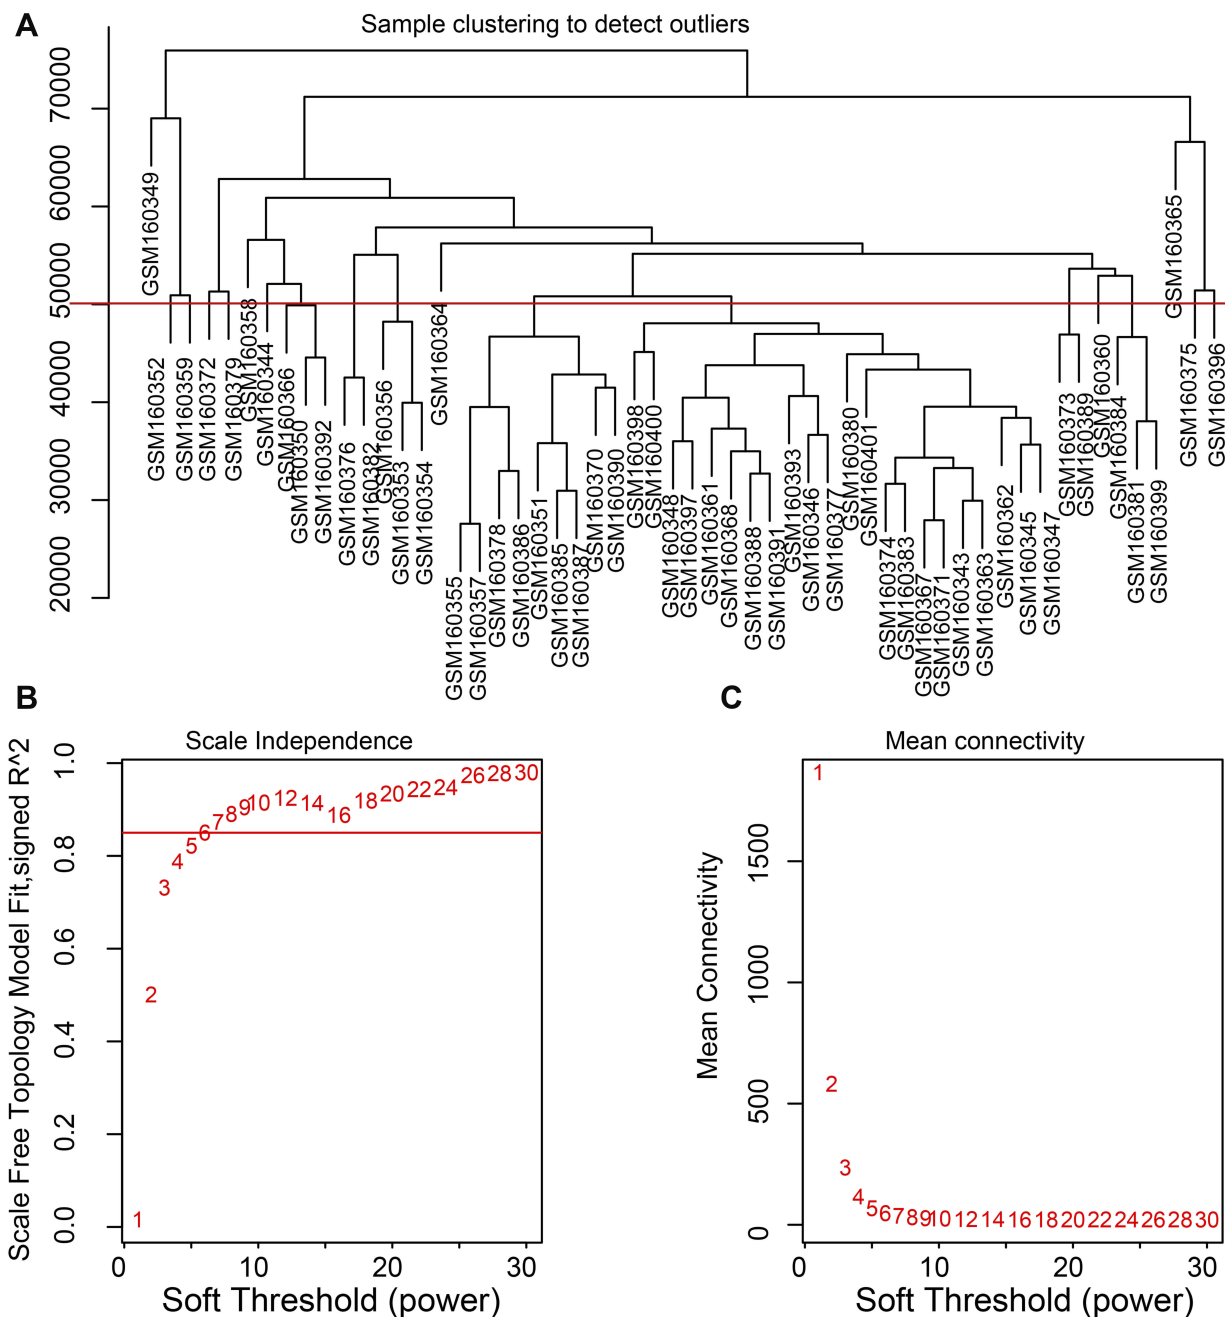 A
Sample clustering to detect outliers
70000
60000
50000
40000
30000
20000
GSM160349
GSM160352
GSM160359
GSM160372
GSM160379
GSM160358
GSM160344
GSM160366
GSM160350
GSM160392
GSM160376
GSM160382
GSM160356
GSM160353
GSM160354
GSM160364
GSM160355
GSM160357
GSM160378
GSM160386
GSM160351
GSM160385
GSM160387
GSM160370
GSM160390
GSM160398
GSM160400
GSM160348
GSM160397
GSM160361
GSM160368
GSM160388
GSM160391
GSM160393
GSM160346
GSM160377
GSM160380
GSM160401
GSM160374
GSM160383
GSM160367
GSM160371
GSM160343
GSM160363
GSM160362
GSM160345
GSM160347
GSM160373
GSM160389
GSM160360
GSM160384
GSM160381
GSM160399
GSM160365
GSM160375
GSM160396
B
Scale Independence
Scale Free Topology Model Fit,signed R^2
1.0
0.8
0.6
0.4
0.2
0.0
1
2
3
4
5
6
7
8
9
10
12
14
16
18
20
22
24
26
28
30
0 10 20 30
Soft Threshold (power)
C
Mean connectivity
Mean Connectivity
1500
1000
500
0
1
2
3
4
5
6
7
8
9
10
12
14
16
18
20
22
24
26
28
30
0 10 20 30
Soft Threshold (power)